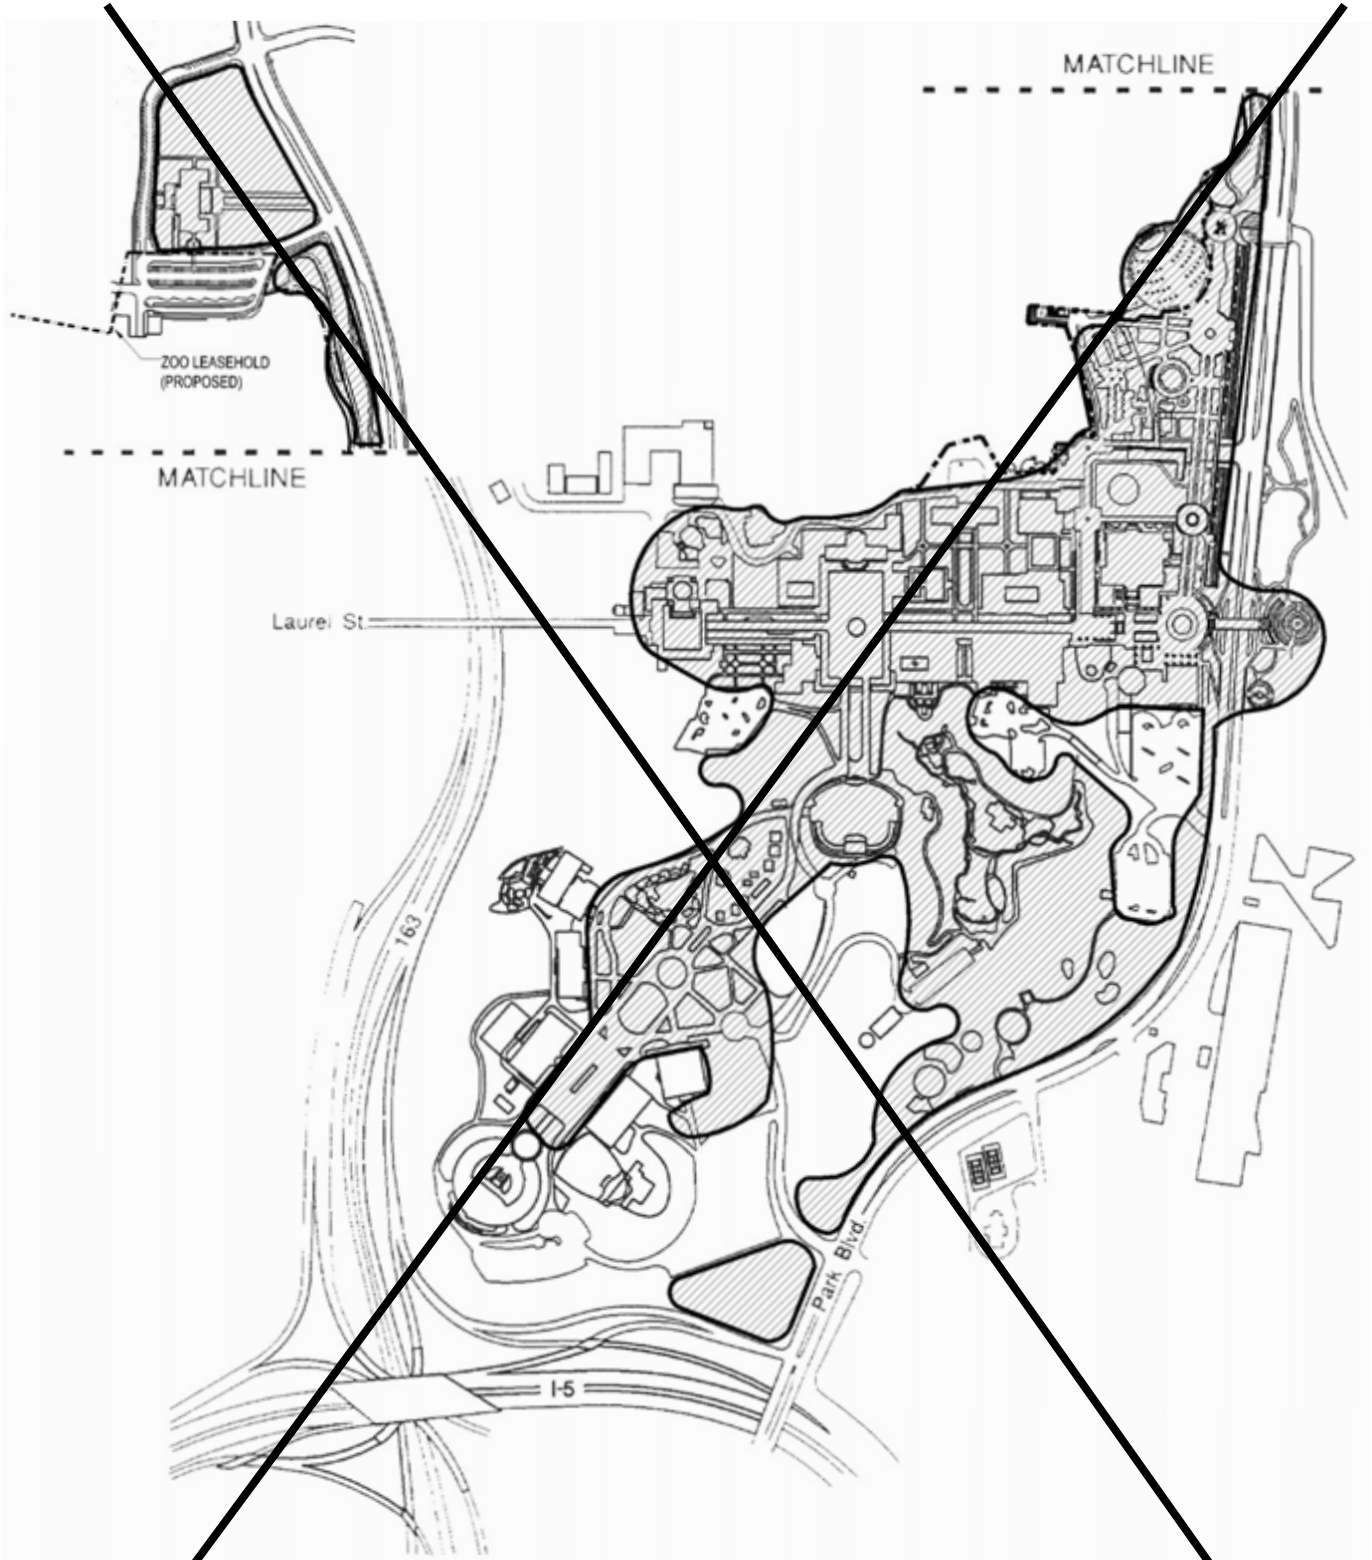 MATCHLINE
ZOO LEASEHOLD
(PROPOSED)
MATCHLINE
Laurel St.
163
Park Blvd.
I-5